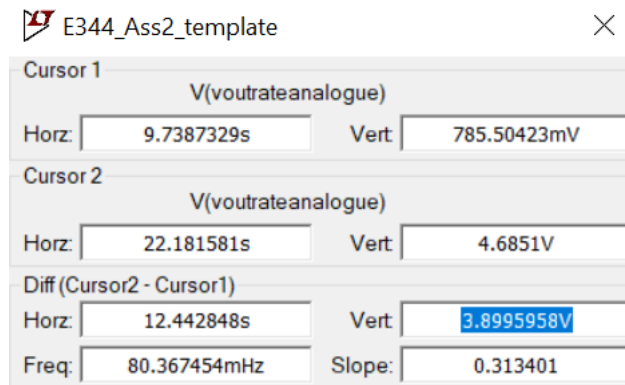 E344_Ass2_template
Cursor 1
V(voutrateanalogue)
Horz: 9.7387329s Vert: 785.50423mV
Cursor 2
V(voutrateanalogue)
Horz: 22.181581s Vert: 4.6851V
Diff (Cursor2 - Cursor1)
Horz: 12.442848s Vert: 3.8995958V
Freq: 80.367454mHz Slope: 0.313401